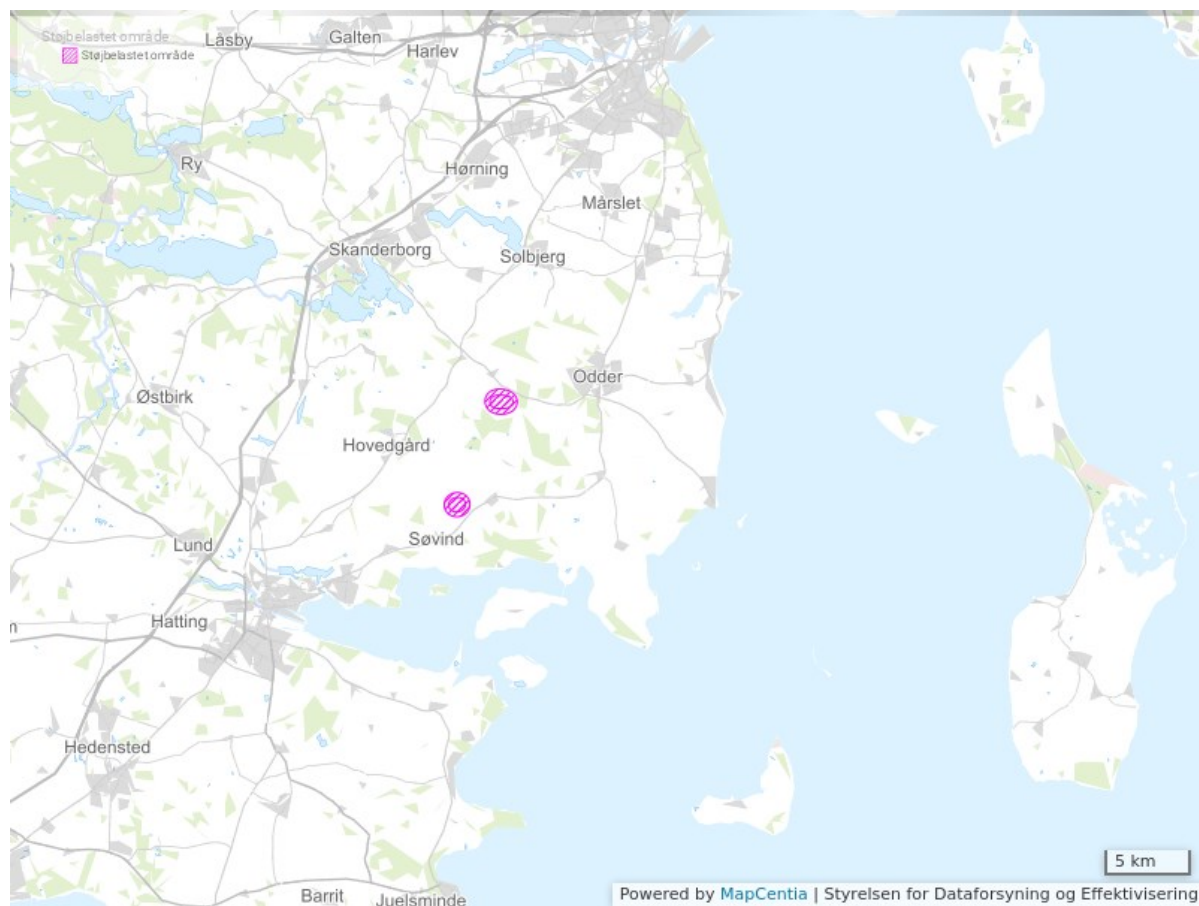 Støjbelastet område
Støjbelastet område
Låsby
Galten
Harlev
Ry
Hørning
Mårslet
Skanderborg
Solbjerg
Odder
Østbirk
Hovedgård
Søvind
Lund
Hatting
m
Hedensted
Barrit
Juelsminde
5 km
Powered by MapCentia | Styrelsen for Dataforsyning og Effektivisering